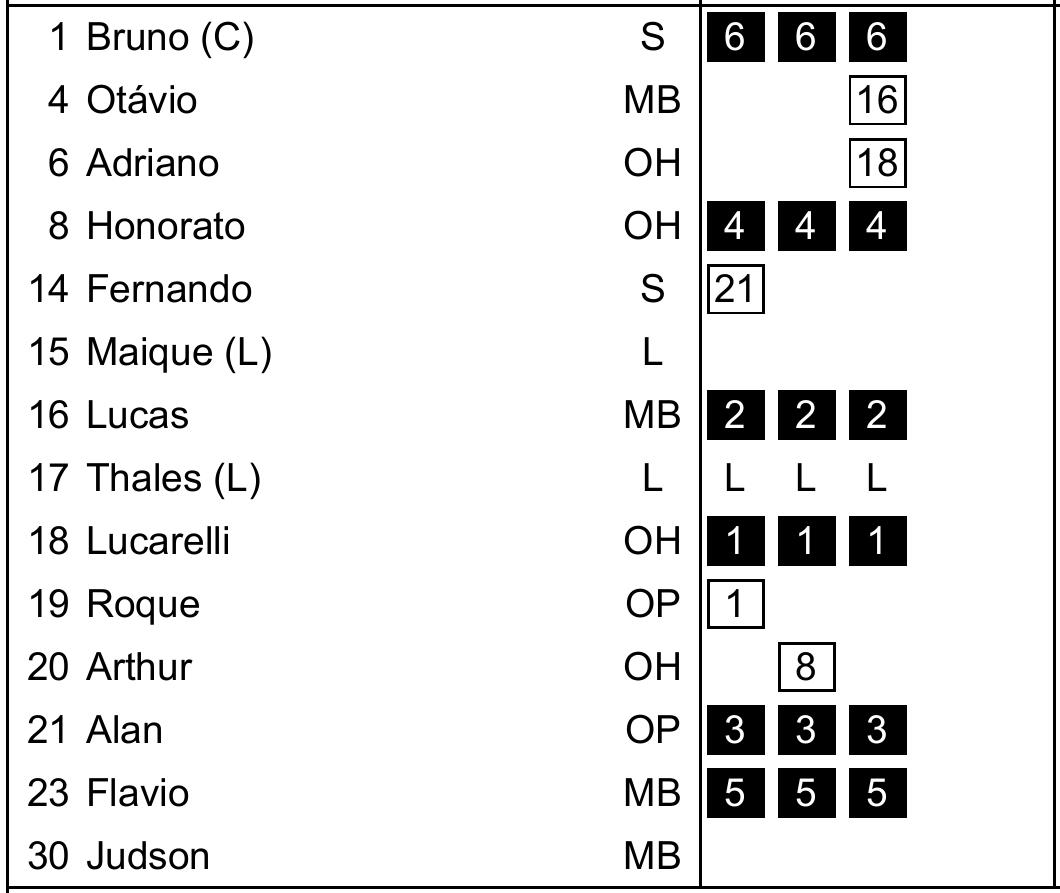 1 Bruno (C) S 6 6 6
4 Otávio MB 16
6 Adriano OH 18
8 Honorato OH 4 4 4
14 Fernando S 21
15 Maique (L) L
16 Lucas MB 2 2 2
17 Thales (L) L L L L
18 Lucarelli OH 1 1 1
19 Roque OP 1
20 Arthur OH 8
21 Alan OP 3 3 3
23 Flavio MB 5 5 5
30 Judson MB